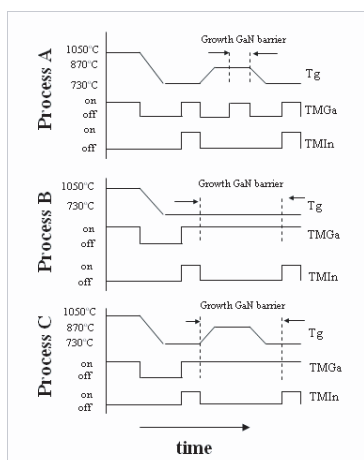 Process A
1050°C
870°C
730°C
Growth GaN barrier
Tg
on
off
TMGa
on
off
TMIn
Process B
1050°C
730°C
Growth GaN barrier
Tg
on
off
TMGa
on
off
TMIn
Process C
1050°C
870°C
730°C
Growth GaN barrier
Tg
on
off
TMGa
on
off
TMIn
time